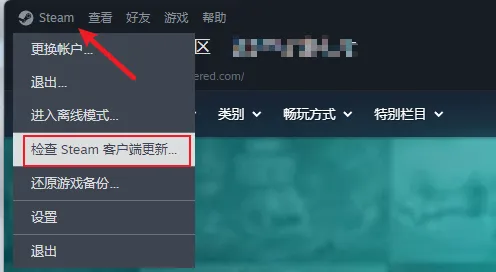 Steam 查看 好友 游戏 帮助
更换帐户...
区
退出...
ered.com/
进入离线模式...
类别 畅玩方式 特别栏目
检查 Steam 客户端更新...
还原游戏备份...
设置
退出